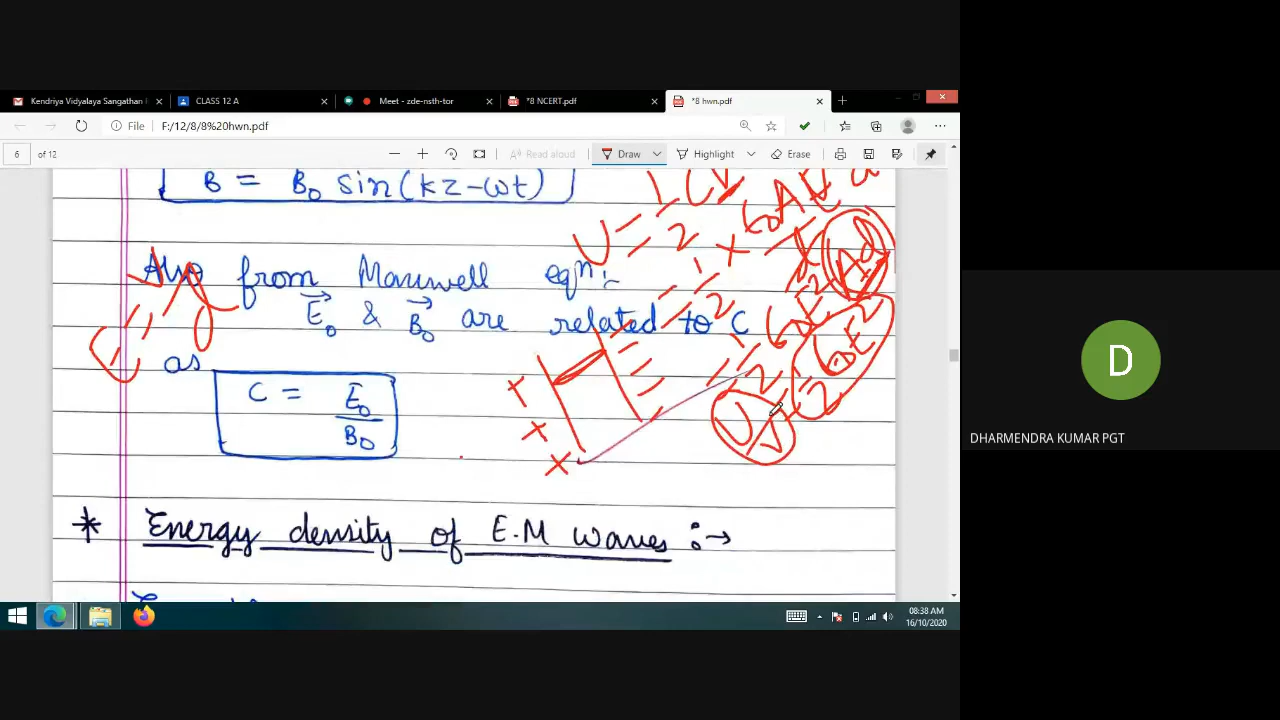 Kendriya Vidyalaya Sangathan
CLASS 12 A
Meet - zde-nsth-tor
*8 NCERT.pdf
*8 hwn.pdf
File
F:/12/8/8%20hwn.pdf
6 of 12
Read aloud
Draw
Highlight
Erase
B = B₀ sin(kz-ωt)
Also from Maxwell eqn:-
E₀ & B₀ are related to C
as
C = E₀/B₀
* Energy density of E.M waves :→
U = 1/2 CV
D
DHARMENDRA KUMAR PGT
08:38 AM
16/10/2020